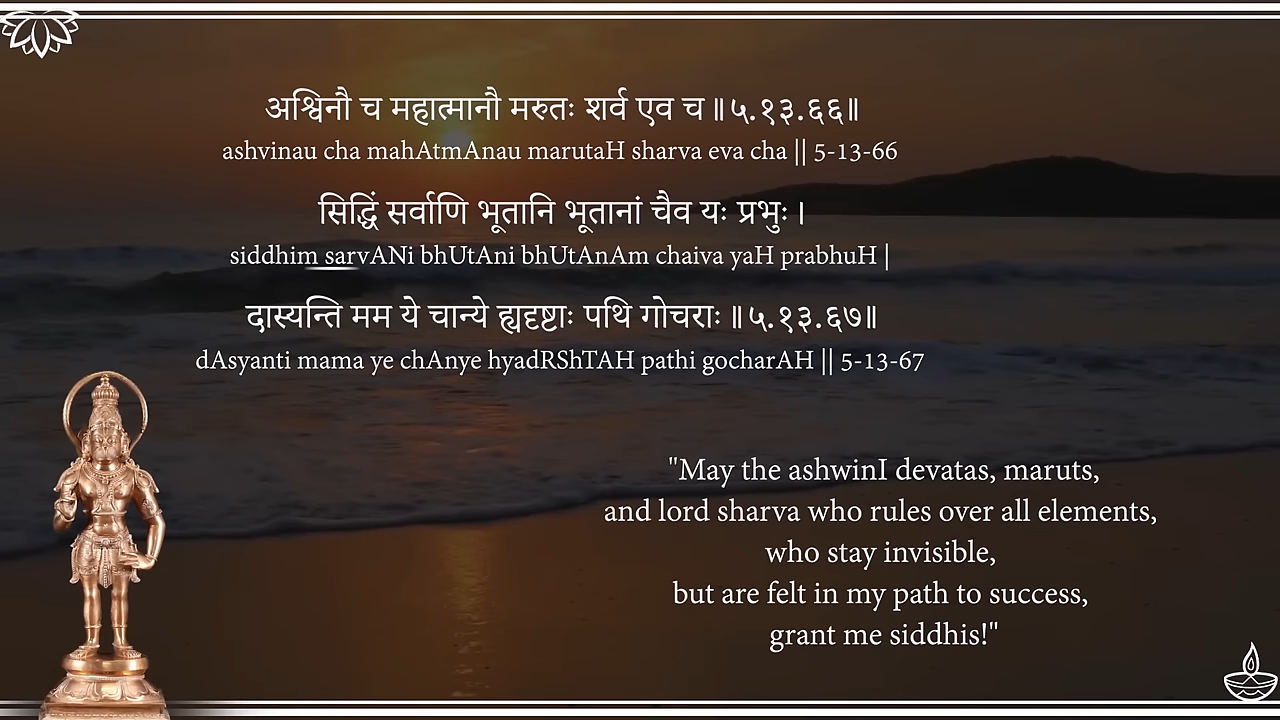 अश्विनौ च महात्मानौ मरुतः शर्व एव च॥५.१३.६६॥
ashvinau cha mahAtmAnau marutaH sharva eva cha || 5-13-66
सिद्धिं सर्वाणि भूतानि भूतानां चैव यः प्रभुः।
siddhim sarvANi bhUtAni bhUtAnAm chaiva yaH prabhuH |
दास्यन्ति मम ये चान्ये ह्यदृष्टाः पथि गोचराः॥५.१३.६७॥
dAsyanti mama ye chAnye hyadRShTAH pathi gocharAH || 5-13-67
"May the ashwinI devatas, maruts,
and lord sharva who rules over all elements,
who stay invisible,
but are felt in my path to success,
grant me siddhis!"